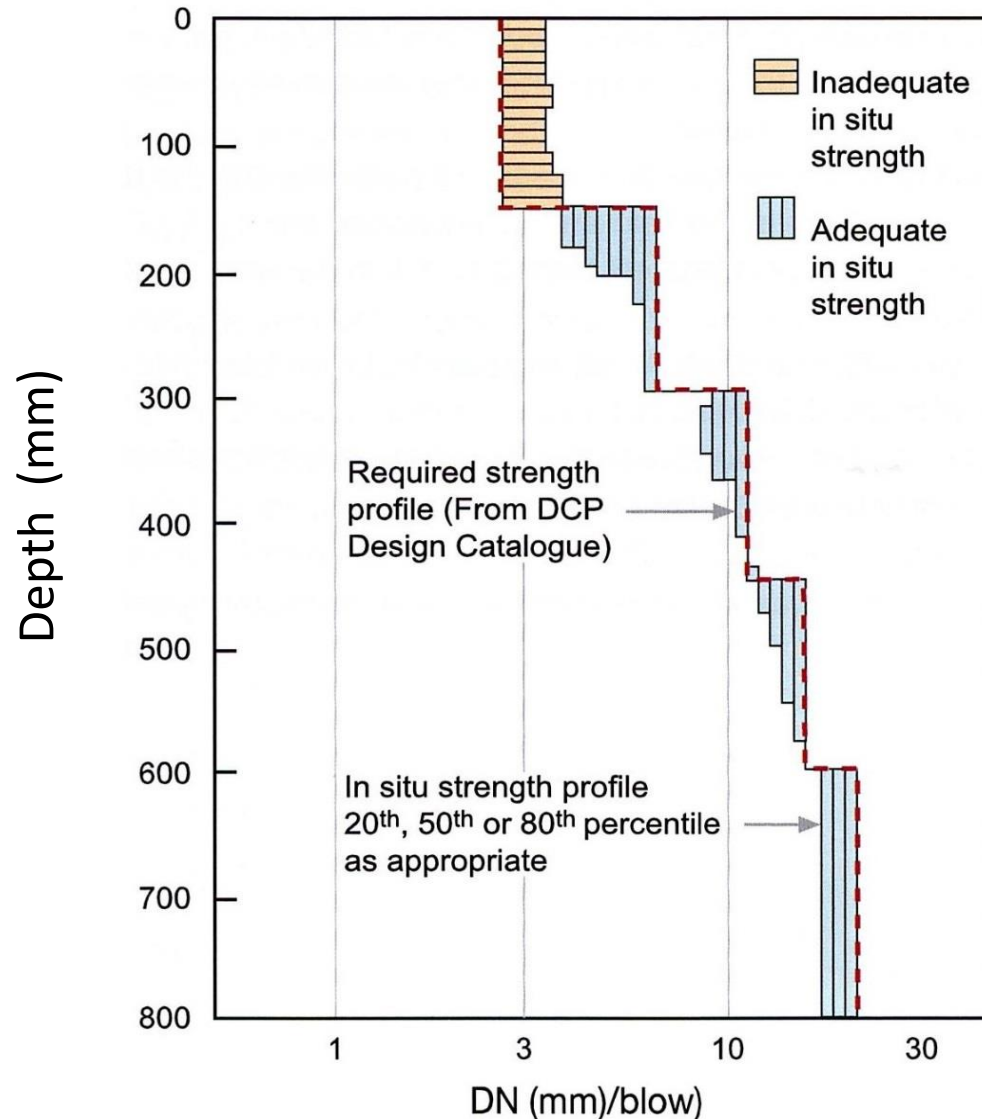 0
100
200
300
400
500
600
700
800
Depth (mm)
Inadequate
in situ
strength
Adequate
in situ
strength
Required strength
profile (From DCP
Design Catalogue)
In situ strength profile
20th, 50th or 80th percentile
as appropriate
1
3
10
30
DN (mm)/blow)